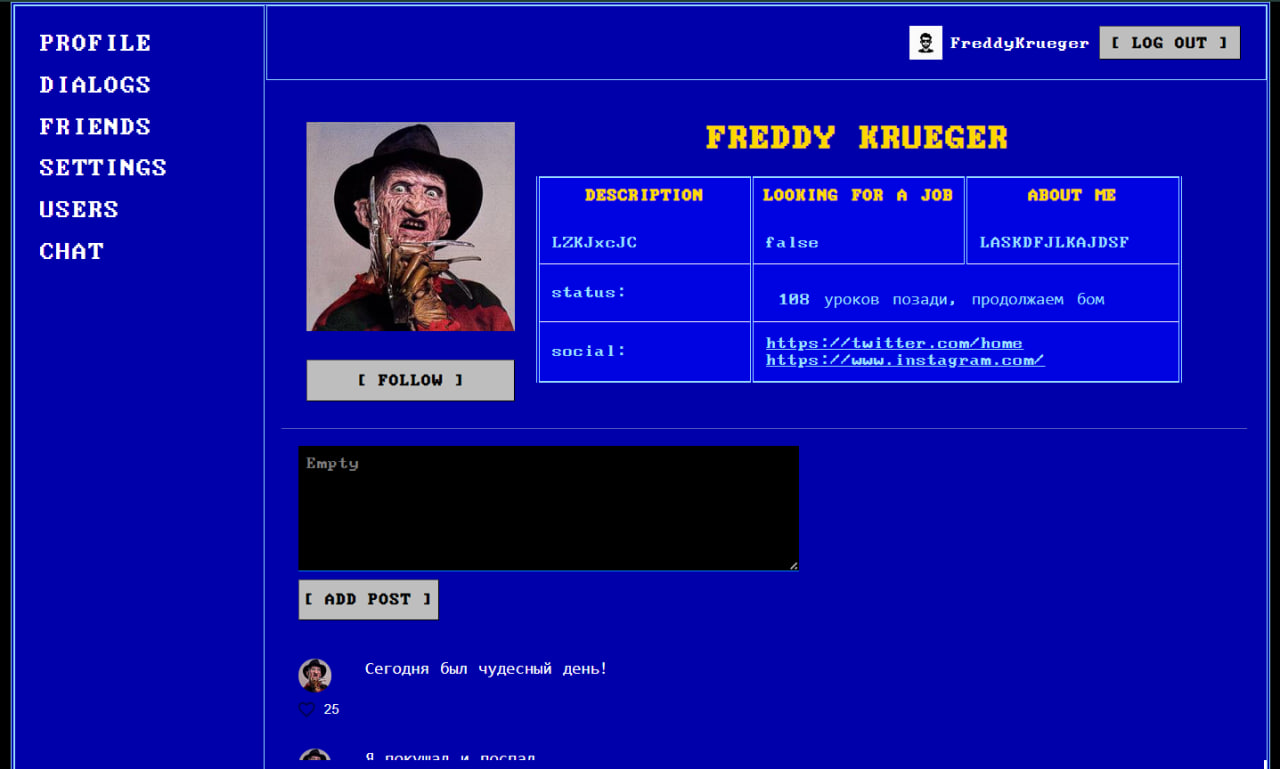 PROFILE
DIALOGS
FRIENDS
SETTINGS
USERS
CHAT
FreddyKrueger [ LOG OUT ]
FREDDY KRUEGER
DESCRIPTION LOOKING FOR A JOB ABOUT ME
LZKJxcJC false LASKDFJLKAJDSF
status: 108 уроков позади, продолжаем бом
social: https://twitter.com/home
https://www.instagram.com/
[ FOLLOW ]
Empty
[ ADD POST ]
Сегодня был чудесный день!
25
Я покушал и поспал